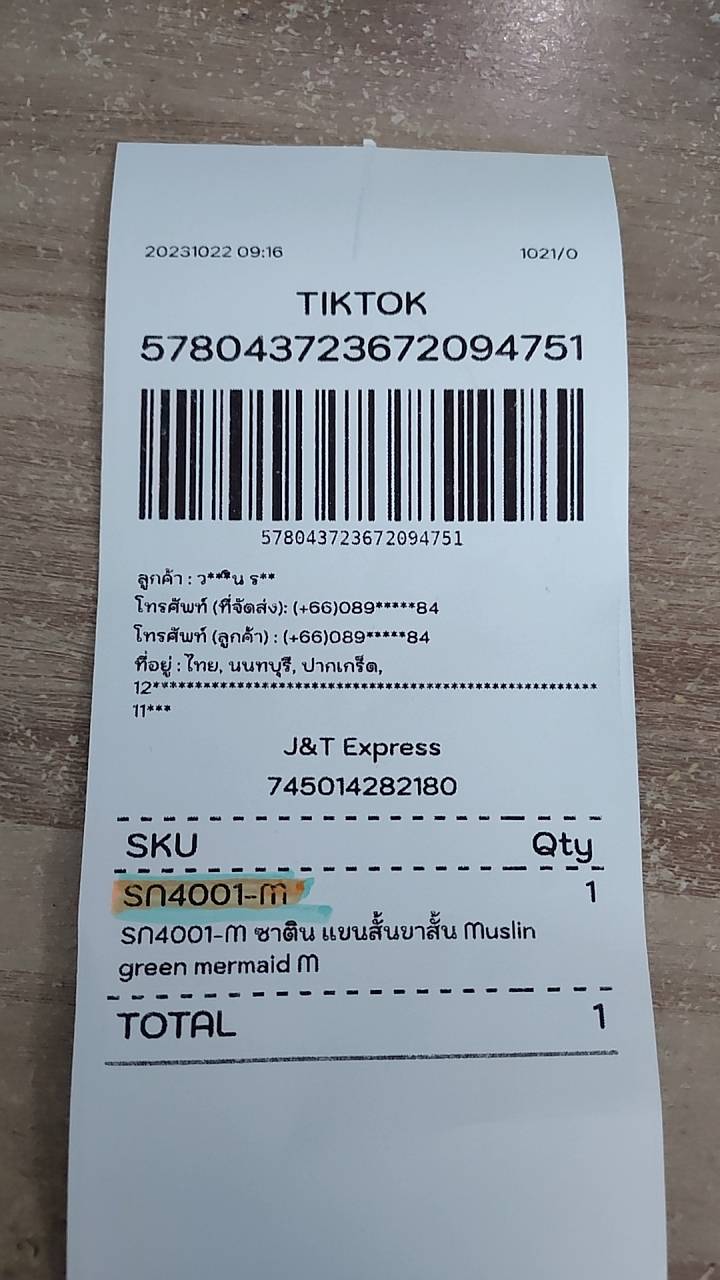 20231022 09:16 1021/0
TIKTOK
578043723672094751
578043723672094751
ลูกค้า : ว***ิน ร**
โทรศัพท์ (ที่จัดส่ง): (+66)089*****84
โทรศัพท์ (ลูกค้า) : (+66)089*****84
ที่อยู่ : ไทย, นนทบุรี, ปากเกร็ด,
12****************************************************
11***
J&T Express
745014282180
SKU Qty
SN4001-M 1
SN4001-M ซาติน แขนสั้นขาสั้น Muslin
green mermaid M
TOTAL 1